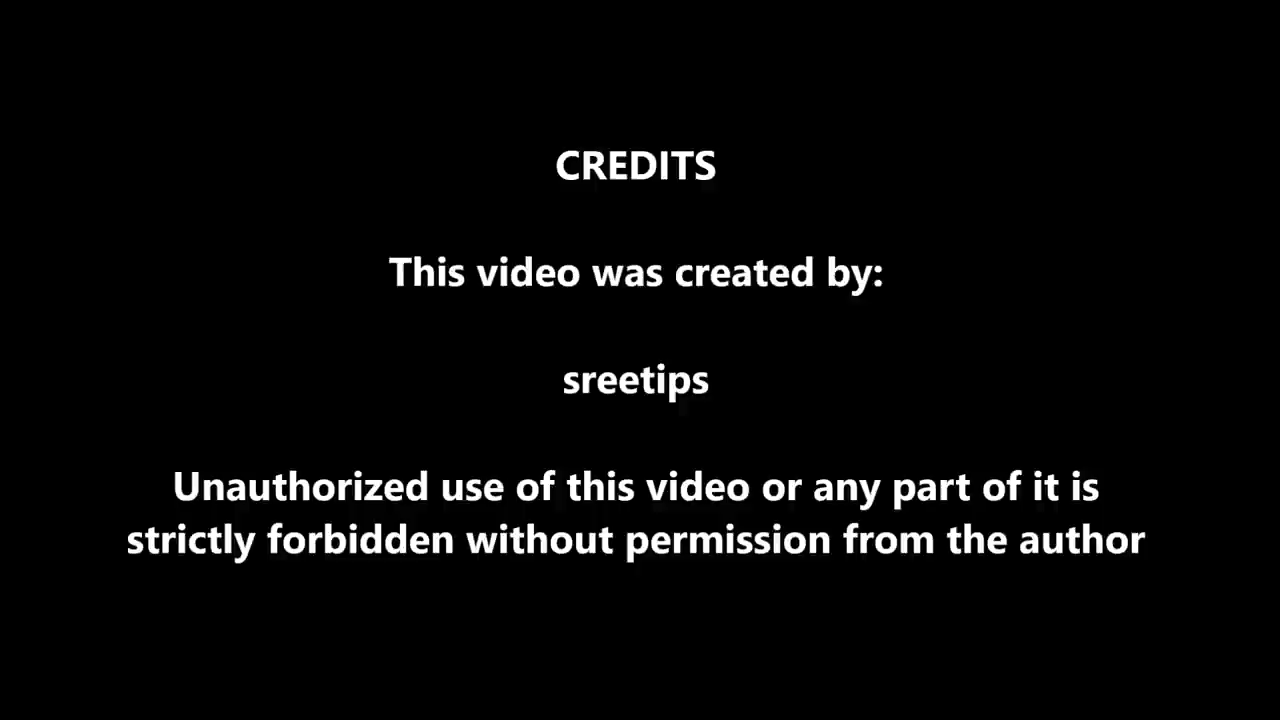 CREDITS
This video was created by:
sreetips
Unauthorized use of this video or any part of it is
strictly forbidden without permission from the author